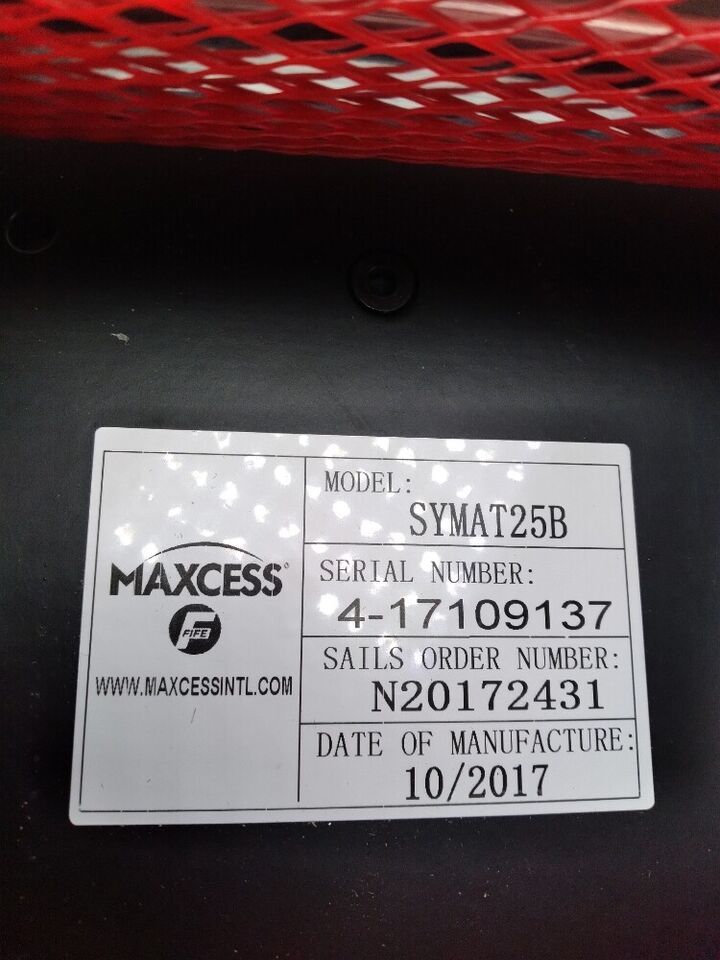 MAXCESS®
FIFE
WWW.MAXCESSINTL.COM
MODEL:
SYMAT25B
SERIAL NUMBER:
4-17109137
SAILS ORDER NUMBER:
N20172431
DATE OF MANUFACTURE:
10/2017